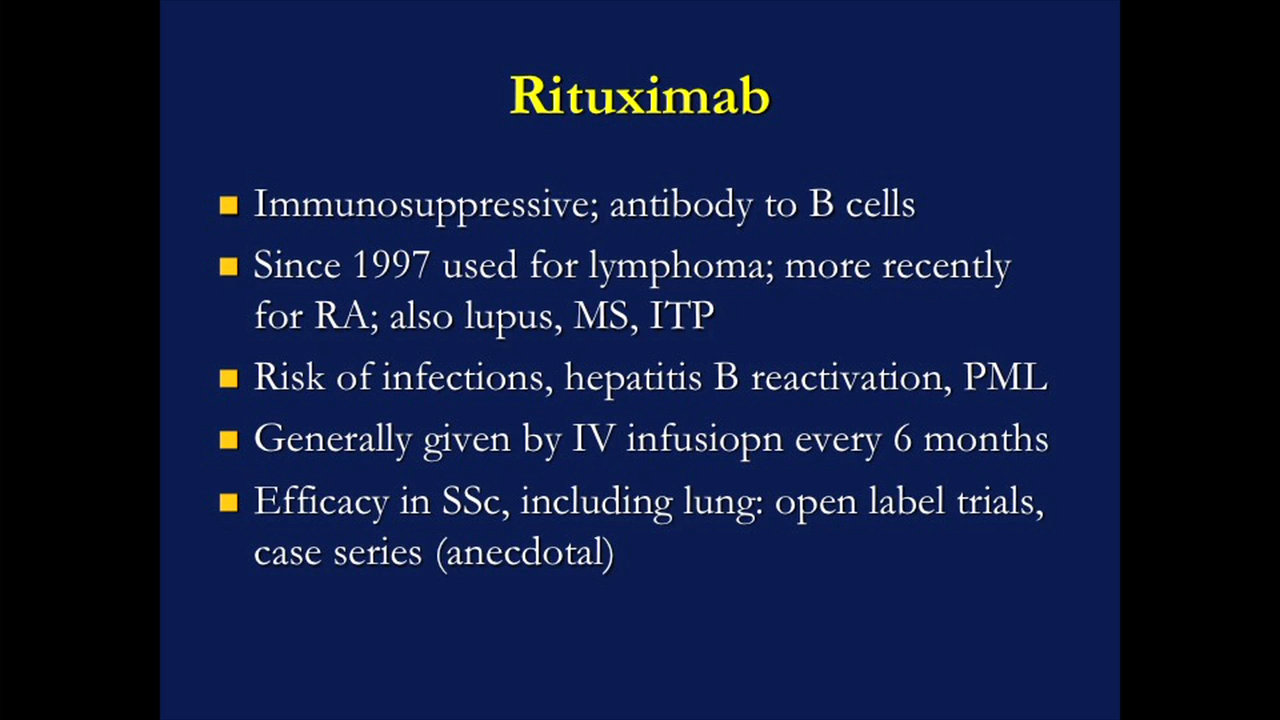 Rituximab
Immunosuppressive; antibody to B cells
Since 1997 used for lymphoma; more recently
for RA; also lupus, MS, ITP
Risk of infections, hepatitis B reactivation, PML
Generally given by IV infusiopn every 6 months
Efficacy in SSc, including lung: open label trials,
case series (anecdotal)